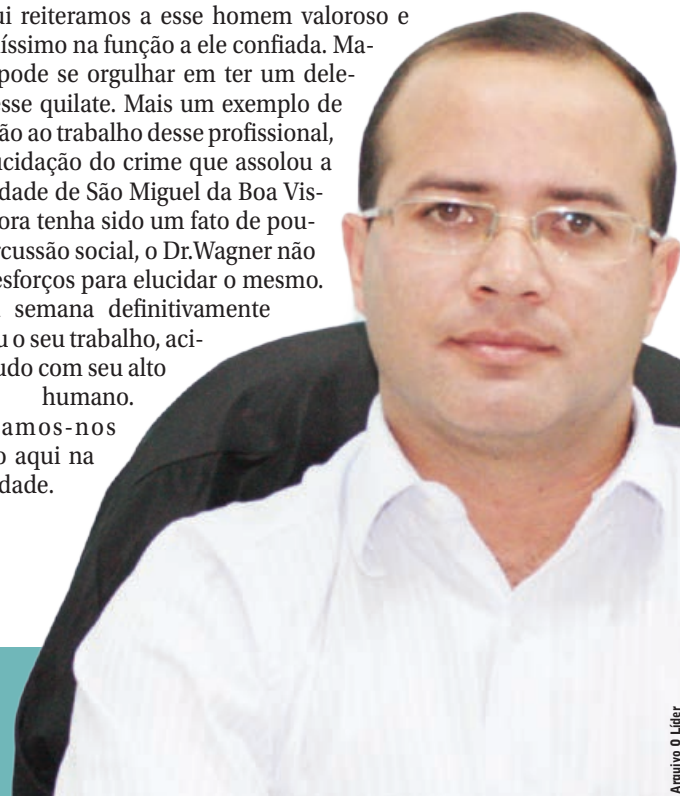 ui reiteramos a esse homem valoroso e
íssimo na função a ele confiada. Ma-
pode se orgulhar em ter um dele-
esse quilate. Mais um exemplo de
ão ao trabalho desse profissional,
ucidação do crime que assolou a
dade de São Miguel da Boa Vis-
ora tenha sido um fato de pou-
rcussão social, o Dr.Wagner não
esforços para elucidar o mesmo.
semana definitivamente
u o seu trabalho, aci-
udo com seu alto
humano.
amos-nos
o aqui na
dade.
Arquivo O Líder